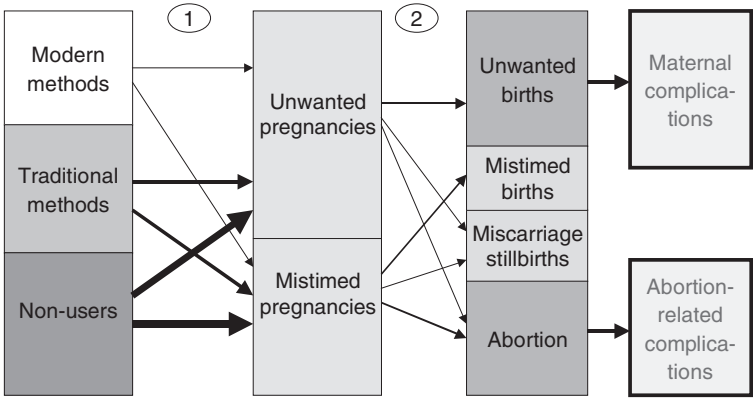 1
2
Modern
methods
Traditional
methods
Non-users
Unwanted
pregnancies
Mistimed
pregnancies
Unwanted
births
Mistimed
births
Miscarriage
stillbirths
Abortion
Maternal
complica-
tions
Abortion-
related
complica-
tions